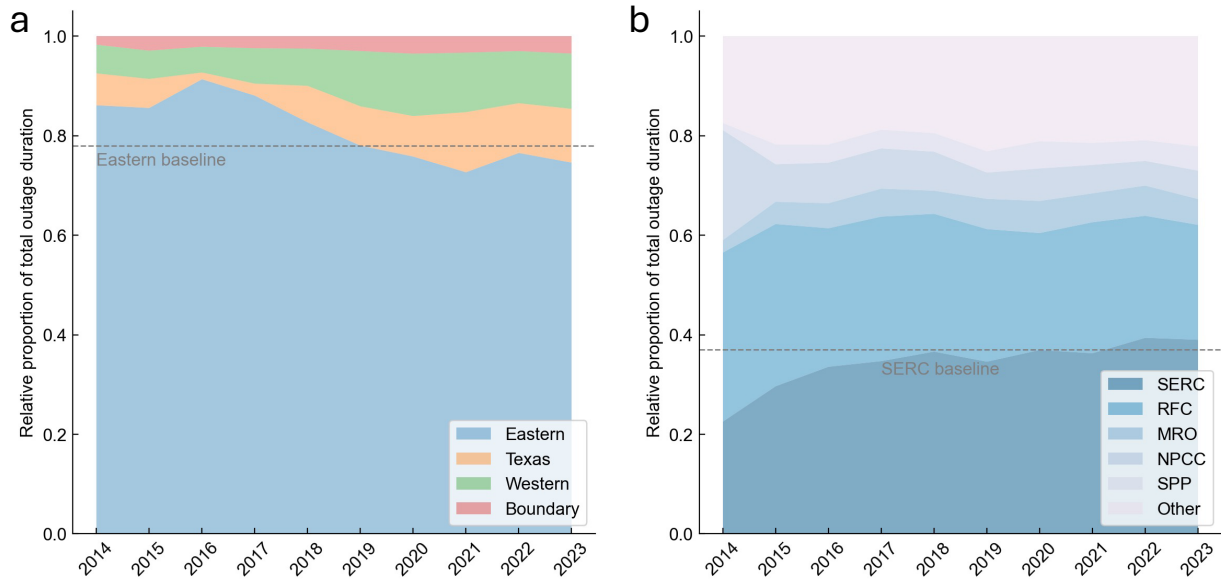 a
Relative proportion of total outage duration
1.0
0.8
0.6
0.4
0.2
0.0
Eastern baseline
Eastern
Texas
Western
Boundary
2014
2015
2016
2017
2018
2019
2020
2021
2022
2023
b
Relative proportion of total outage duration
1.0
0.8
0.6
0.4
0.2
0.0
SERC baseline
SERC
RFC
MRO
NPCC
SPP
Other
2014
2015
2016
2017
2018
2019
2020
2021
2022
2023